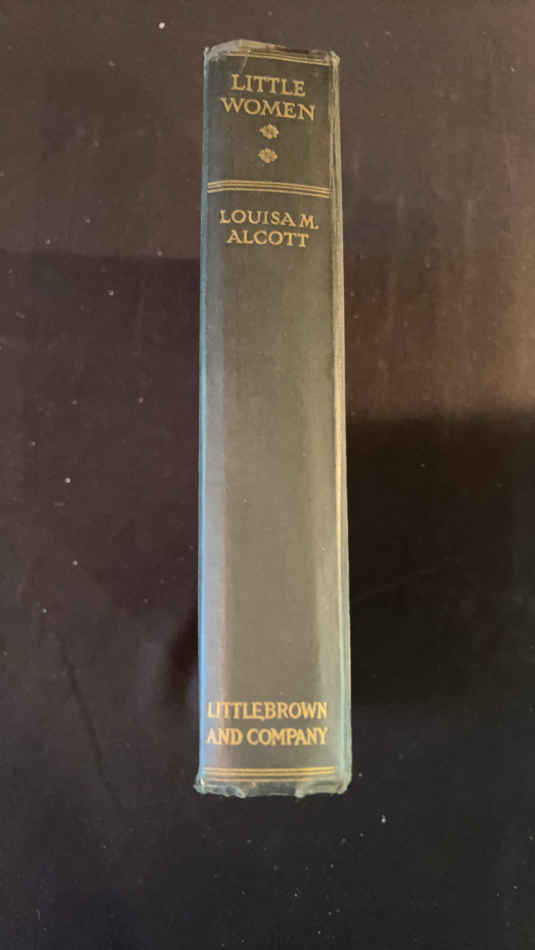 LITTLE
WOMEN
LOUISA M.
ALCOTT
LITTLE, BROWN
AND COMPANY